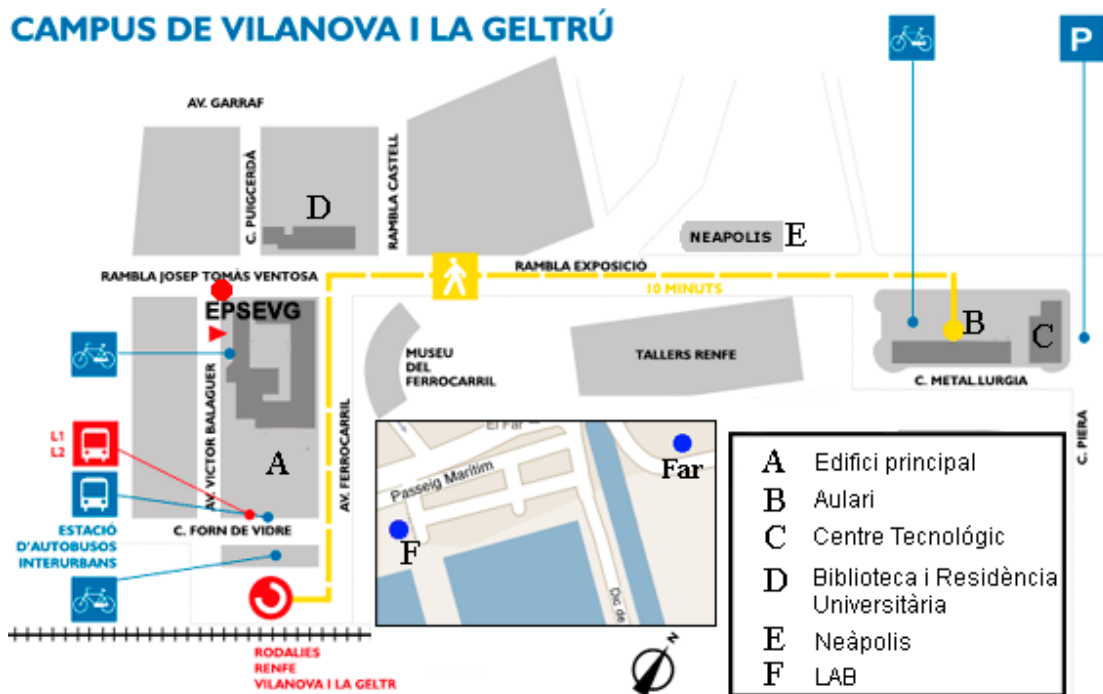 CAMPUS DE VILANOVA I LA GELTRÚ
P
AV. GARRAF
C. PUIGCERDÀ
D
RAMBLA CASTELL
NEAPOLIS E
RAMBLA JOSEP TOMÀS VENTOSA
RAMBLA EXPOSICIÓ
10 MINUTS
EPSEVG
B
C
MUSEU
DEL
FERROCARRIL
TALLERS RENFE
C. METAL.LURGIA
AV. VICTOR BALAGUER
AV. FERROCARRIL
C. PIERA
L1
L2
A
El Far
Passeig Marítim
Far
F
Dic de
ESTACIÓ
D'AUTOBUSOS
INTERURBANS
C. FORN DE VIDRE
A Edifici principal
B Aulari
C Centre Tecnológic
D Biblioteca i Residència
Universitària
E Neàpolis
F LAB
N
RODALIES
RENFE
VILANOVA I LA GELTR